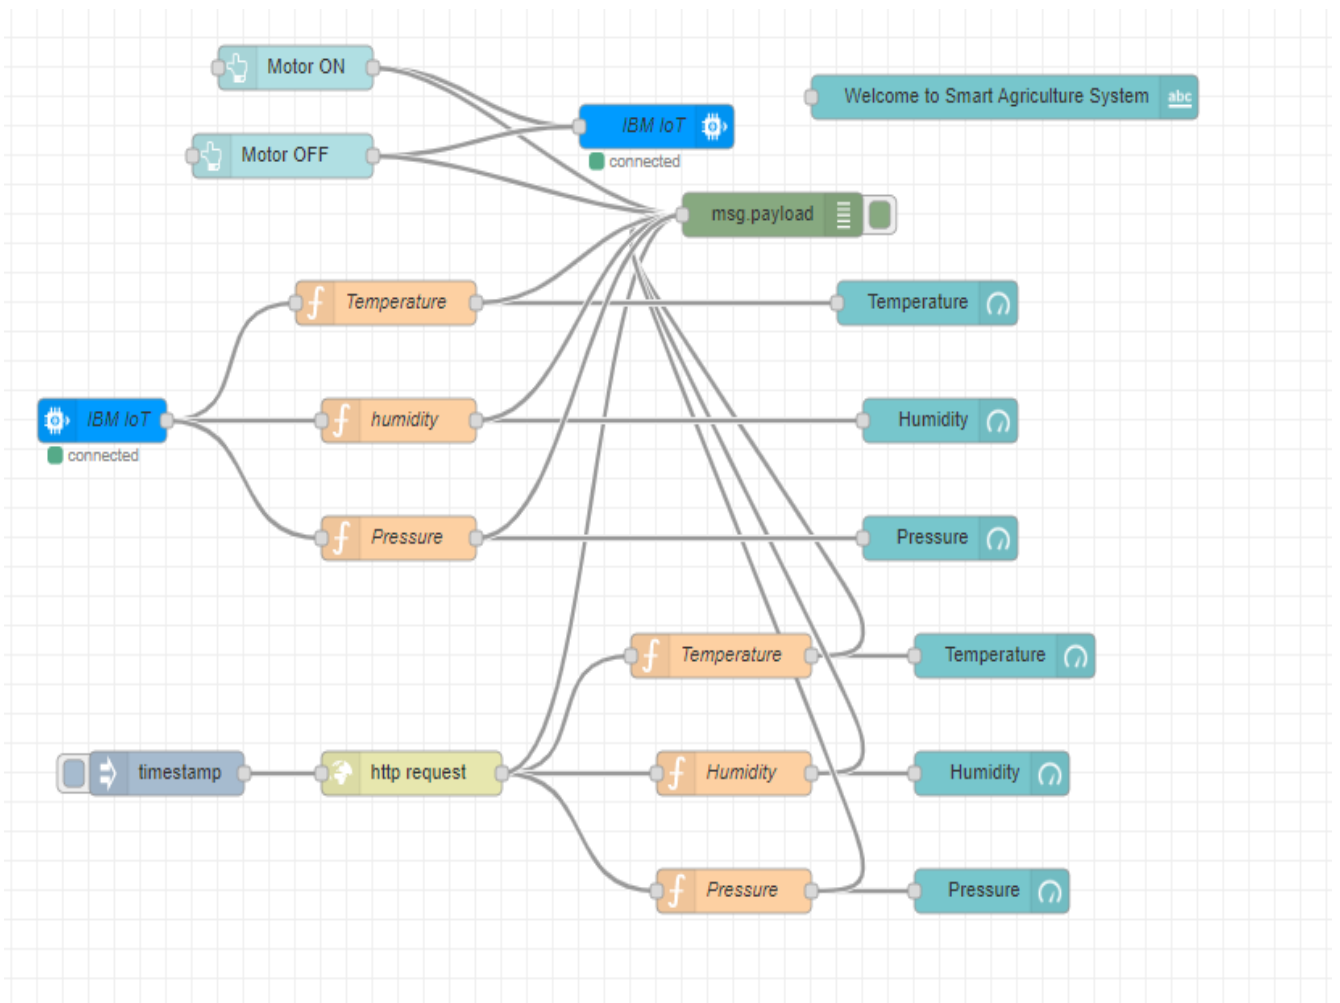 Motor ON
Welcome to Smart Agriculture System
abc
IBM IoT
connected
Motor OFF
msg.payload
Temperature
Temperature
IBM IoT
connected
humidity
Humidity
Pressure
Pressure
Temperature
Temperature
timestamp
http request
Humidity
Humidity
Pressure
Pressure